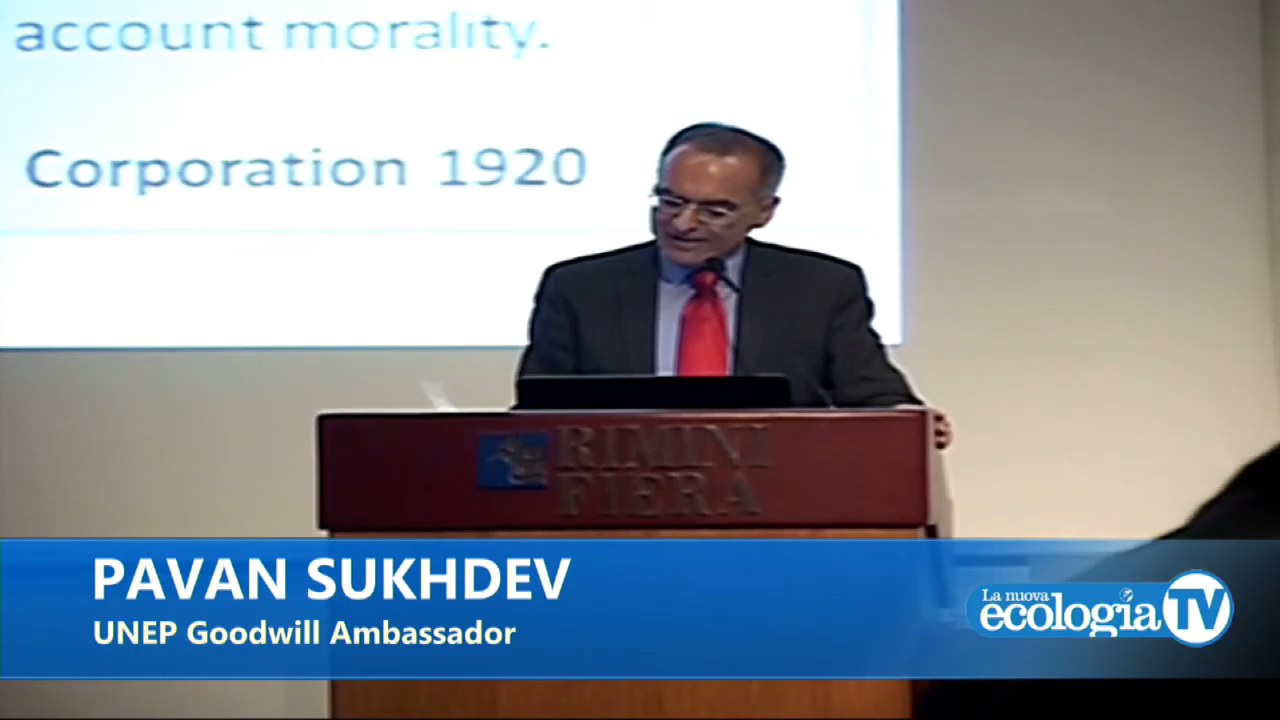 account morality.
Corporation 1920
RIMINI
FIERA
PAVAN SUKHDEV
UNEP Goodwill Ambassador
La nuova
ecologia TV